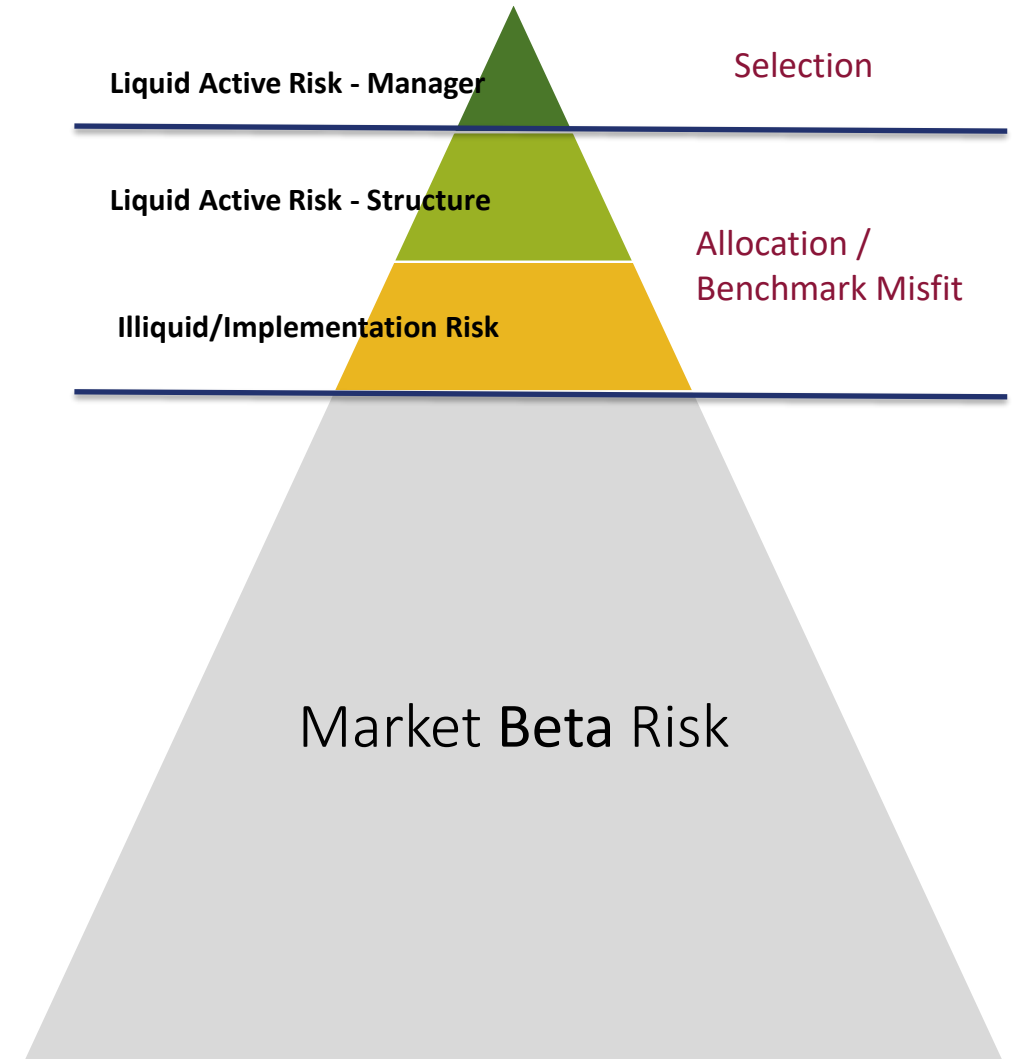 Liquid Active Risk - Manager
Selection
Liquid Active Risk - Structure
Allocation /
Benchmark Misfit
Illiquid/Implementation Risk
Market Beta Risk